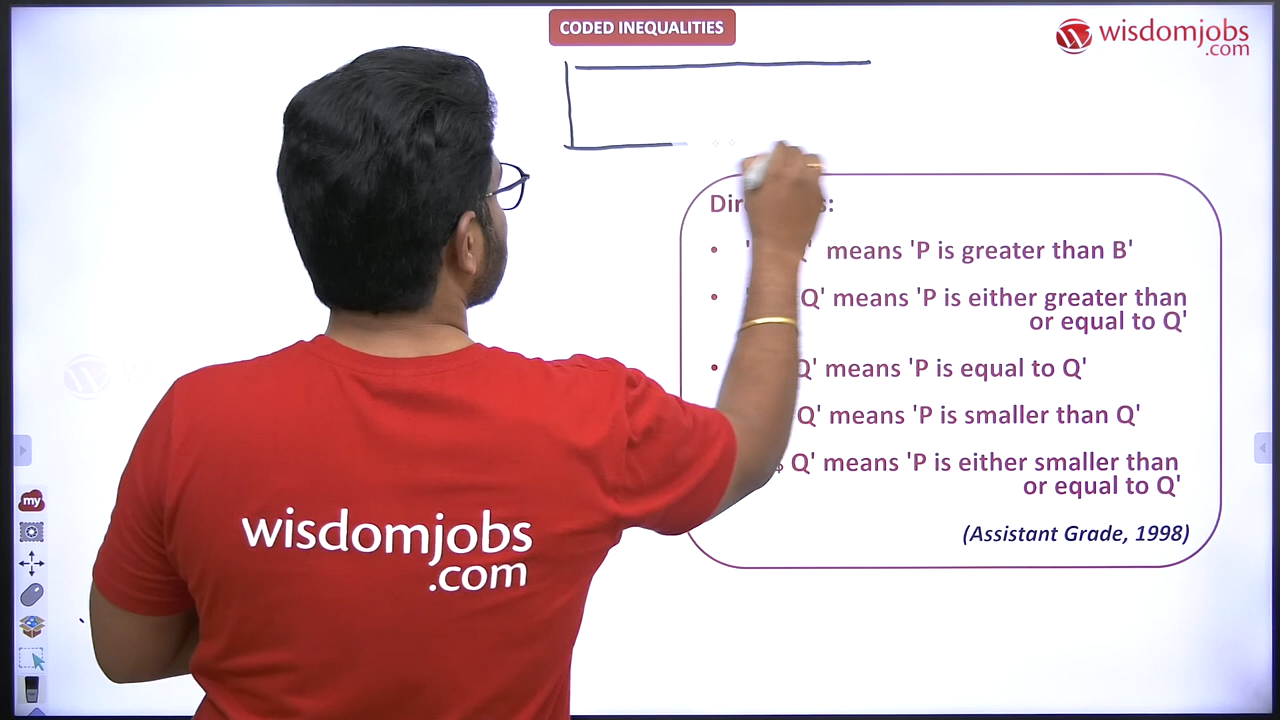 CODED INEQUALITIES
wisdomjobs
.com
means 'P is greater than B'
Q' means 'P is either greater than
or equal to Q'
Q' means 'P is equal to Q'
Q' means 'P is smaller than Q'
$ Q' means 'P is either smaller than
or equal to Q'
(Assistant Grade, 1998)
my
wisdomjobs
.com